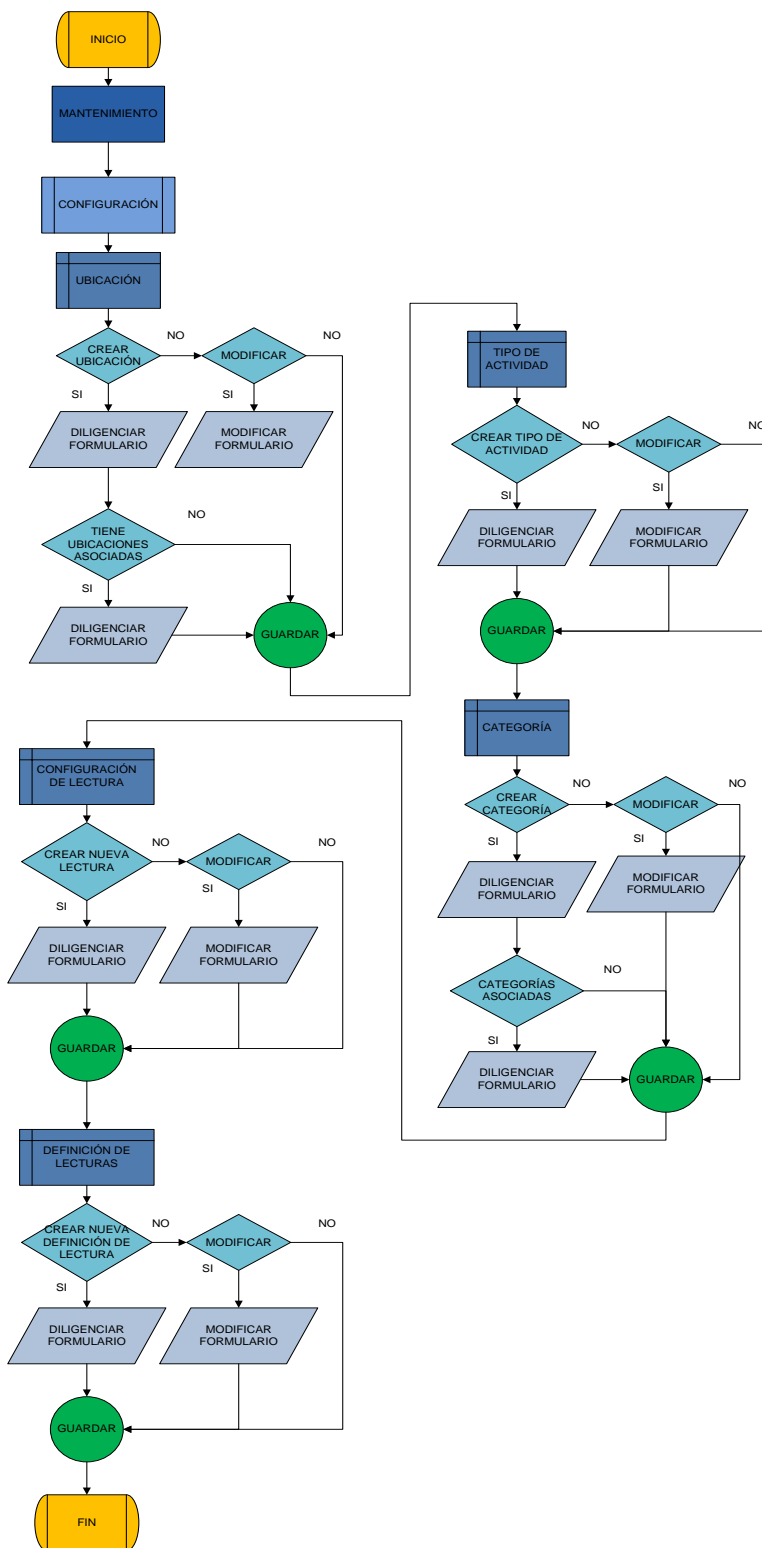 INICIO
MANTENIMIENTO
CONFIGURACIÓN
UBICACIÓN
CREAR
UBICACIÓN
NO
MODIFICAR
NO
SI
SI
DILIGENCIAR
FORMULARIO
MODIFICAR
FORMULARIO
TIENE
UBICACIONES
ASOCIADAS
NO
SI
DILIGENCIAR
FORMULARIO
GUARDAR
TIPO DE
ACTIVIDAD
CREAR TIPO DE
ACTIVIDAD
NO
MODIFICAR
NO
SI
SI
DILIGENCIAR
FORMULARIO
MODIFICAR
FORMULARIO
GUARDAR
CATEGORÍA
CREAR
CATEGORÍA
NO
MODIFICAR
NO
SI
SI
DILIGENCIAR
FORMULARIO
MODIFICAR
FORMULARIO
CATEGORÍAS
ASOCIADAS
NO
SI
DILIGENCIAR
FORMULARIO
GUARDAR
CONFIGURACIÓN
DE LECTURA
CREAR NUEVA
LECTURA
NO
MODIFICAR
NO
SI
SI
DILIGENCIAR
FORMULARIO
MODIFICAR
FORMULARIO
GUARDAR
DEFINICIÓN DE
LECTURAS
CREAR NUEVA
DEFINICIÓN DE
LECTURA
NO
MODIFICAR
NO
SI
SI
DILIGENCIAR
FORMULARIO
MODIFICAR
FORMULARIO
GUARDAR
FIN